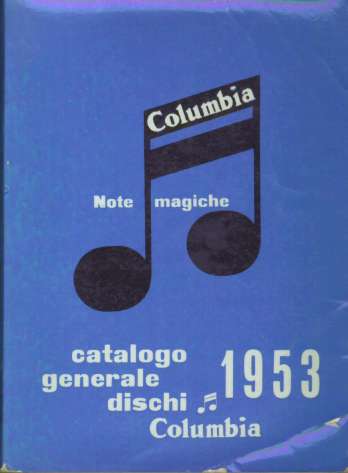 Columbia
Note magiche
catalogo
generale
dischi
1953
Columbia